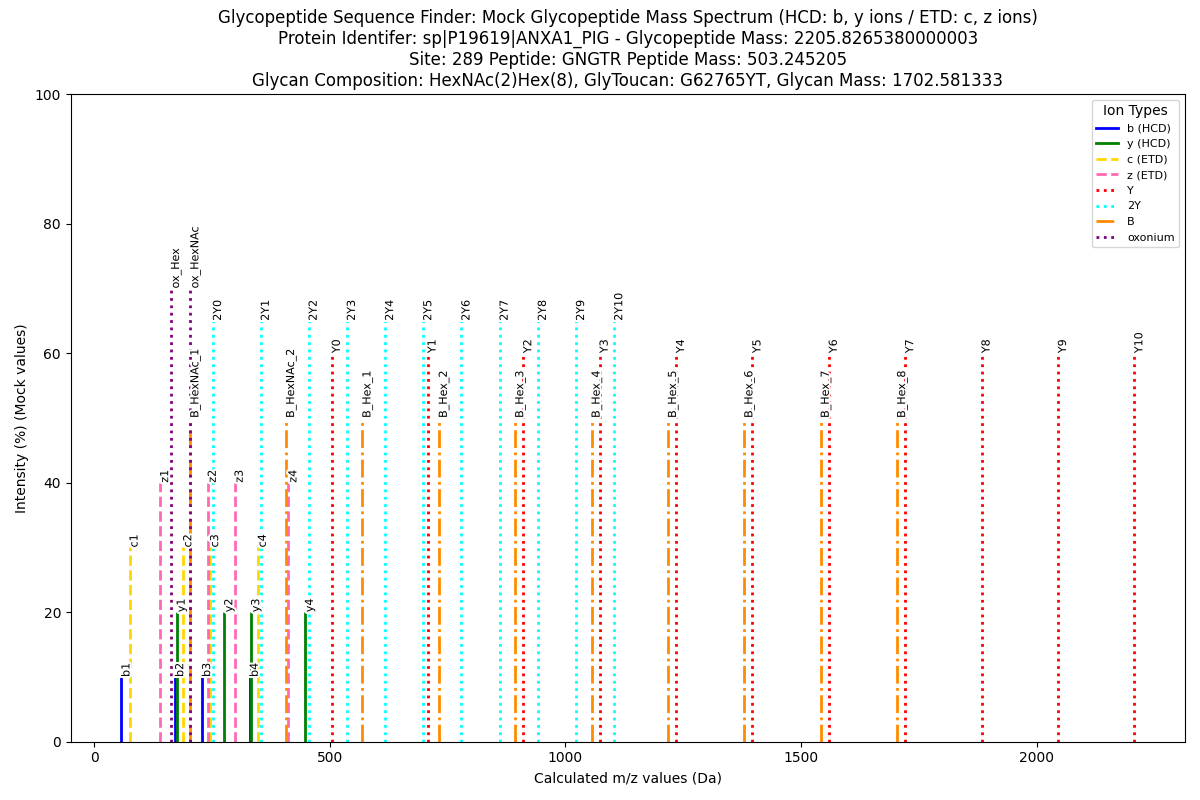 Glycopeptide Sequence Finder: Mock Glycopeptide Mass Spectrum (HCD: b, y ions / ETD: c, z ions)
Protein Identifer: sp|P19619|ANXA1_PIG - Glycopeptide Mass: 2205.8265380000003
Site: 289 Peptide: GNGTR Peptide Mass: 503.245205
Glycan Composition: HexNAc(2)Hex(8), GlyToucan: G62765YT, Glycan Mass: 1702.581333
Ion Types
b (HCD)
y (HCD)
c (ETD)
z (ETD)
Y
2Y
B
oxonium
Intensity (%) (Mock values)
100
80
60
40
20
0
ox_Hex
ox_HexNAc
2Y0
2Y1
2Y2
2Y3
2Y4
2Y5
2Y6
2Y7
2Y8
2Y9
2Y10
Y0
Y1
Y2
Y3
Y4
Y5
Y6
Y7
Y8
Y9
Y10
B_HexNAc_1
B_HexNAc_2
B_Hex_1
B_Hex_2
B_Hex_3
B_Hex_4
B_Hex_5
B_Hex_6
B_Hex_7
B_Hex_8
z1
z2
z3
z4
c1
c2
c3
c4
y1
y2
y3
y4
b1
b2
b3
b4
0
500
1000
1500
2000
Calculated m/z values (Da)